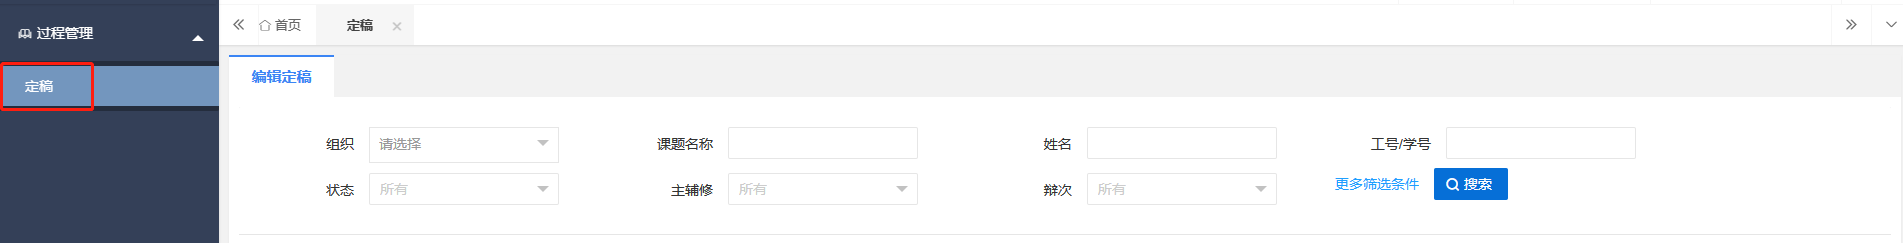 过程管理
定稿
首页
定稿
编辑定稿
组织
请选择
课题名称
姓名
工号/学号
状态
所有
主辅修
所有
辩次
所有
更多筛选条件
搜索